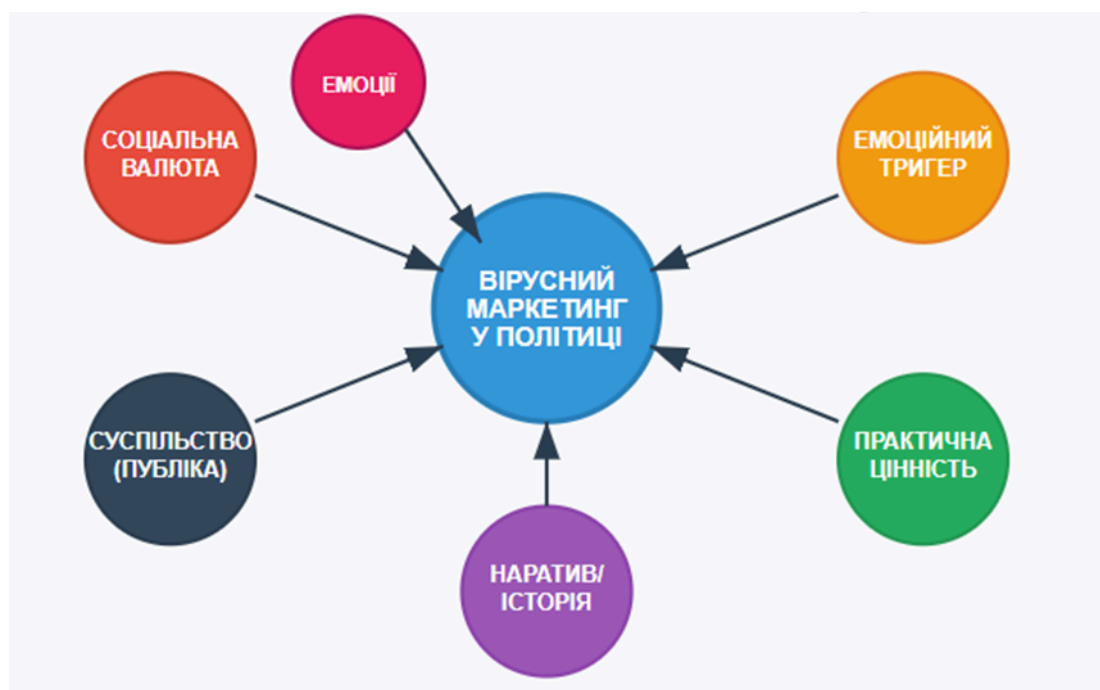 ЕМОЦІЇ
СОЦІАЛЬНА
ВАЛЮТА
ЕМОЦІЙНИЙ
ТРИГЕР
ВІРУСНИЙ
МАРКЕТИНГ
У ПОЛІТИЦІ
СУСПІЛЬСТВО
(ПУБЛІКА)
ПРАКТИЧНА
ЦІННІСТЬ
НАРАТИВ/
ІСТОРІЯ